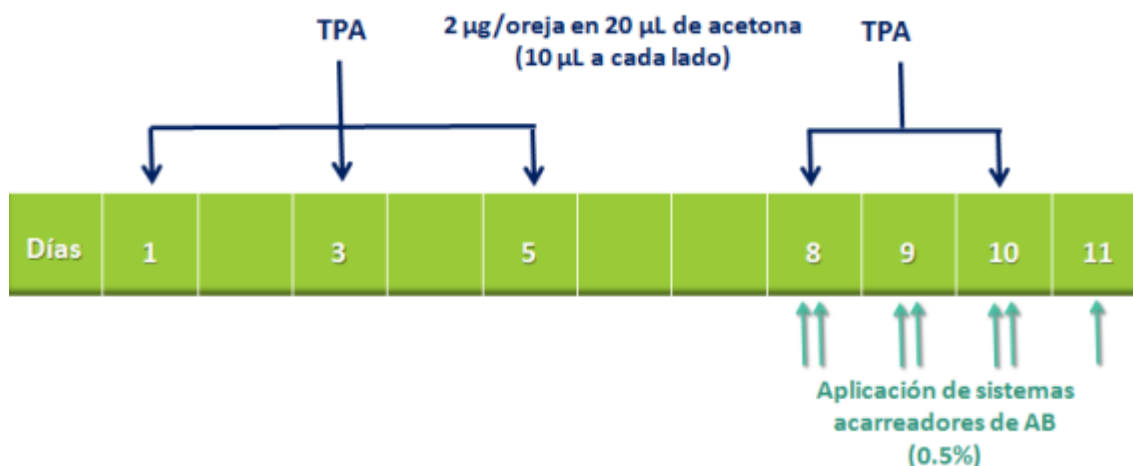 TPA
2 µg/oreja en 20 µL de acetona
(10 µL a cada lado)
TPA
Días 1 3 5 8 9 10 11
Aplicación de sistemas
acarreadores de AB
(0.5%)